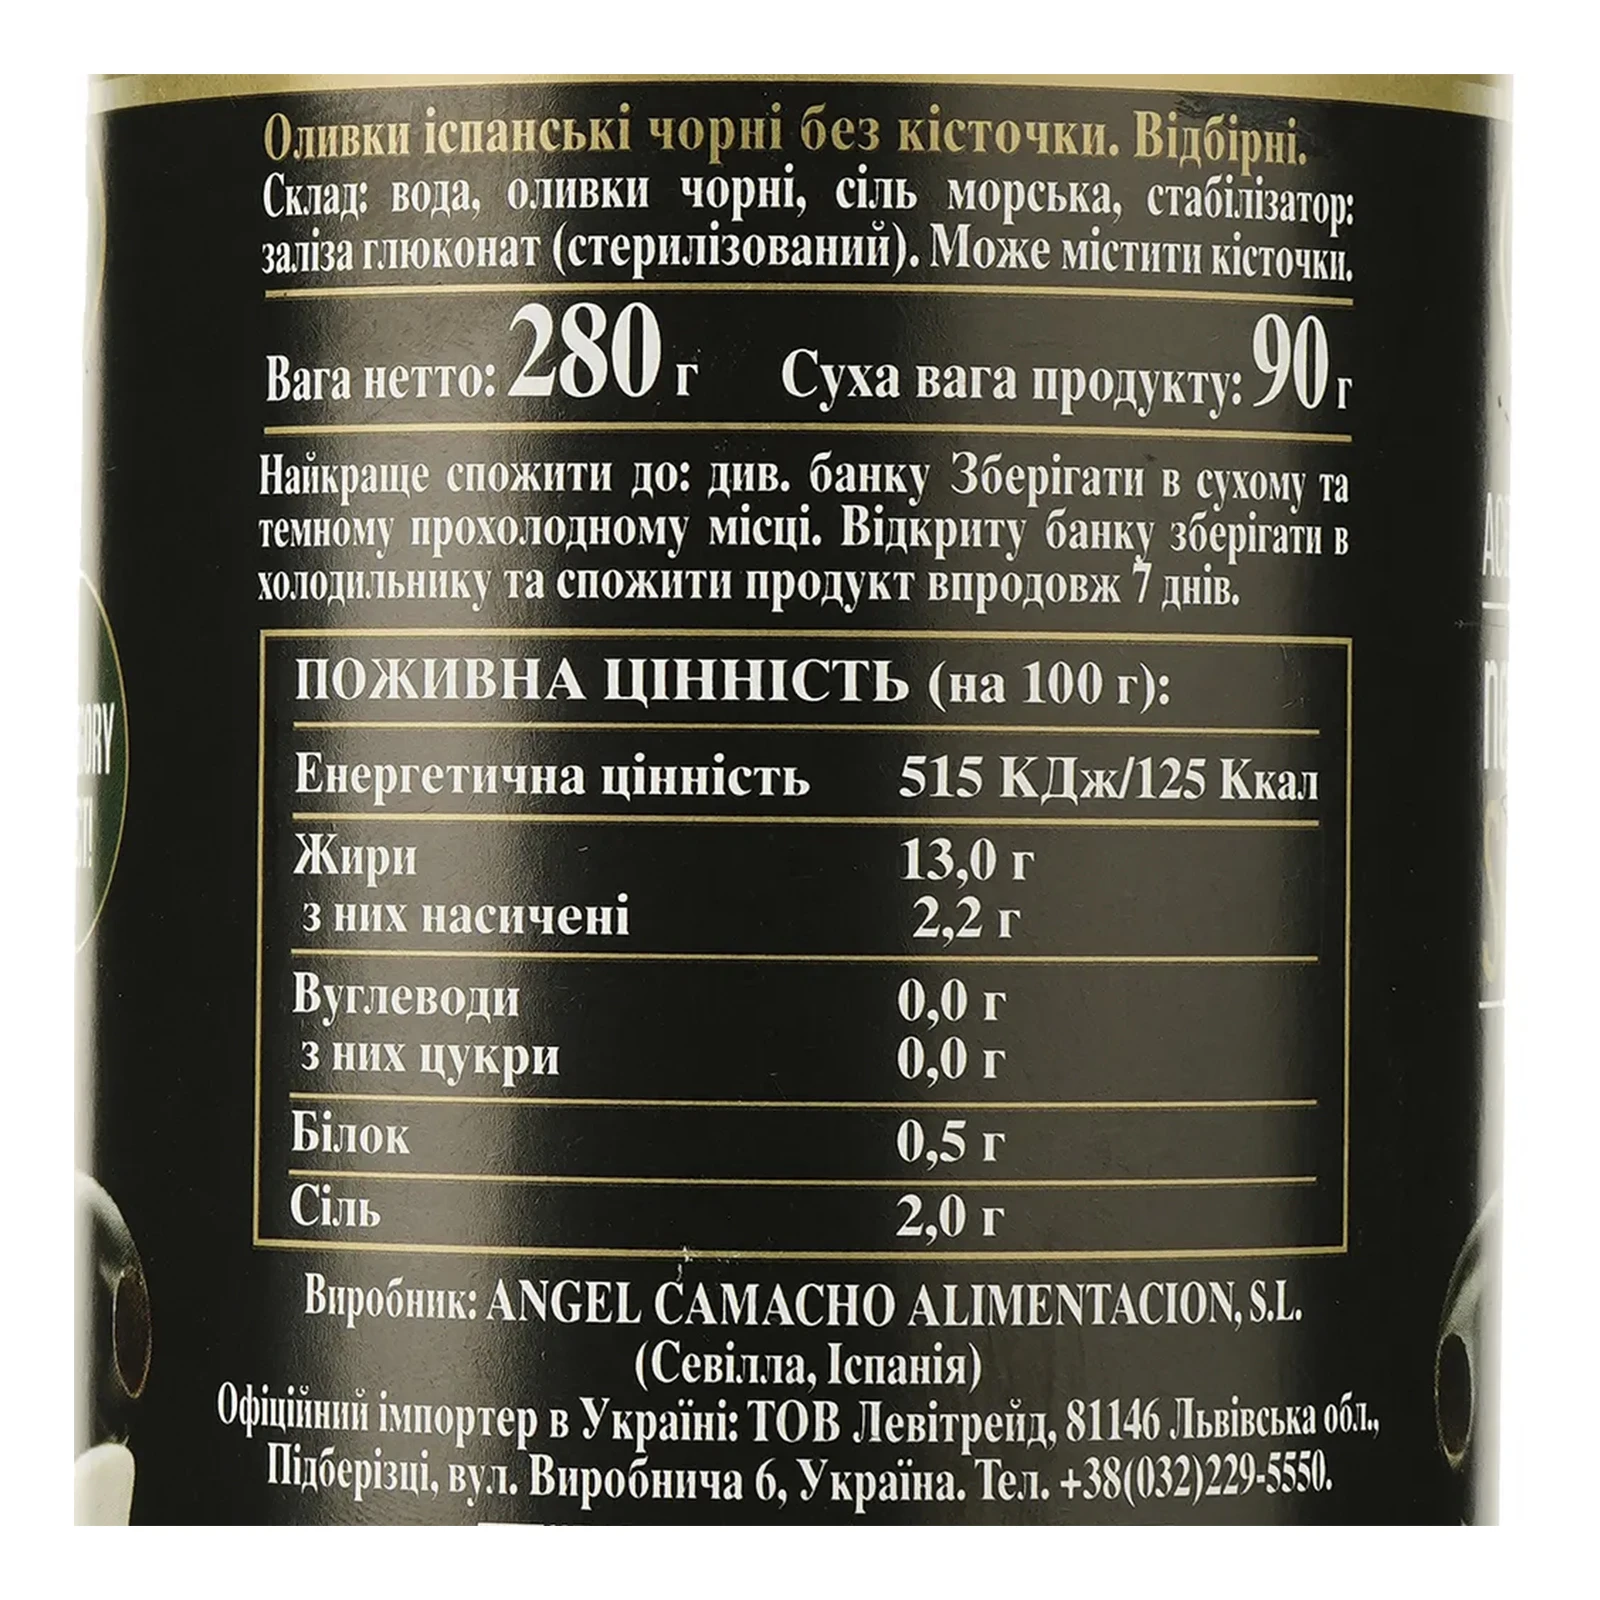 Оливки іспанські чорні без кісточки. Відбірні.
Склад: вода, оливки чорні, сіль морська, стабілізатор:
заліза глюконат (стерилізований). Може містити кісточки.
Вага нетто: 280 г Суха вага продукту: 90 г
Найкраще спожити до: див. банку Зберігати в сухому та
темному прохолодному місці. Відкриту банку зберігати в
холодильнику та спожити продукт впродовж 7 днів.
ПОЖИВНА ЦІННІСТЬ (на 100 г):
Енергетична цінність 515 КДж/125 Ккал
Жири 13,0 г
з них насичені 2,2 г
Вуглеводи 0,0 г
з них цукри 0,0 г
Білок 0,5 г
Сіль 2,0 г
Виробник: ANGEL CAMACHO ALIMENTACION, S.L.
(Севілла, Іспанія)
Офіційний імпортер в Україні: ТОВ Левітрейд, 81146 Львівська обл.,
Підберізці, вул. Виробнича 6, Україна. Тел. +38(032)229-5550.